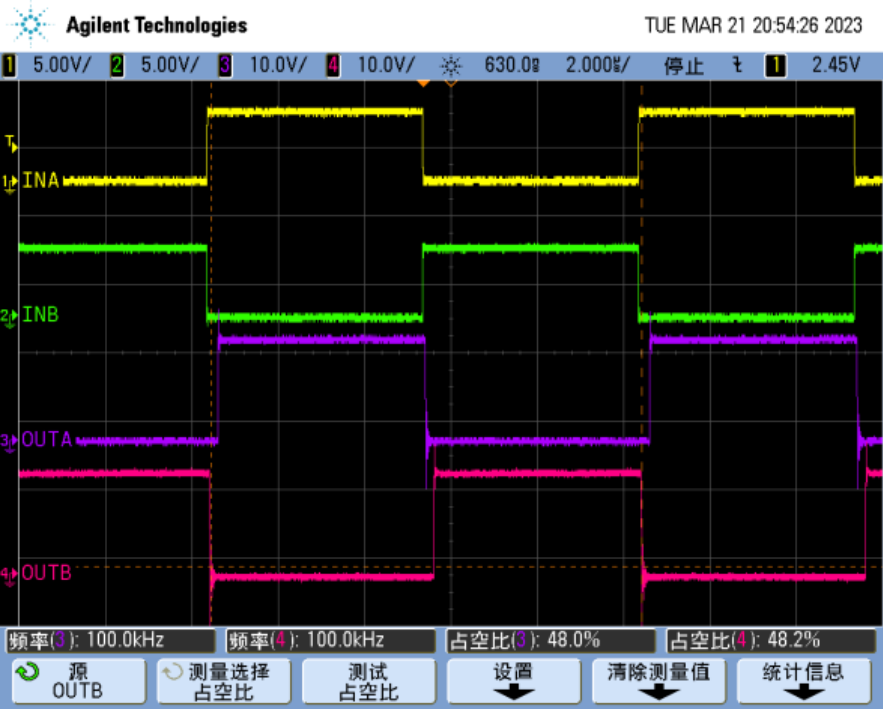 Agilent Technologies TUE MAR 21 20:54:26 2023
1 5.00V/ 2 5.00V/ 3 10.0V/ 4 10.0V/ 630.0 2.000 / 停止 1 2.45V
T
1 INA
2 INB
3 OUTA
4 OUTB
频率(3): 100.0kHz 频率(4): 100.0kHz 占空比(3): 48.0% 占空比(4): 48.2%
源 测量选择 测试 设置 清除测量值 统计信息
OUTB 占空比 占空比